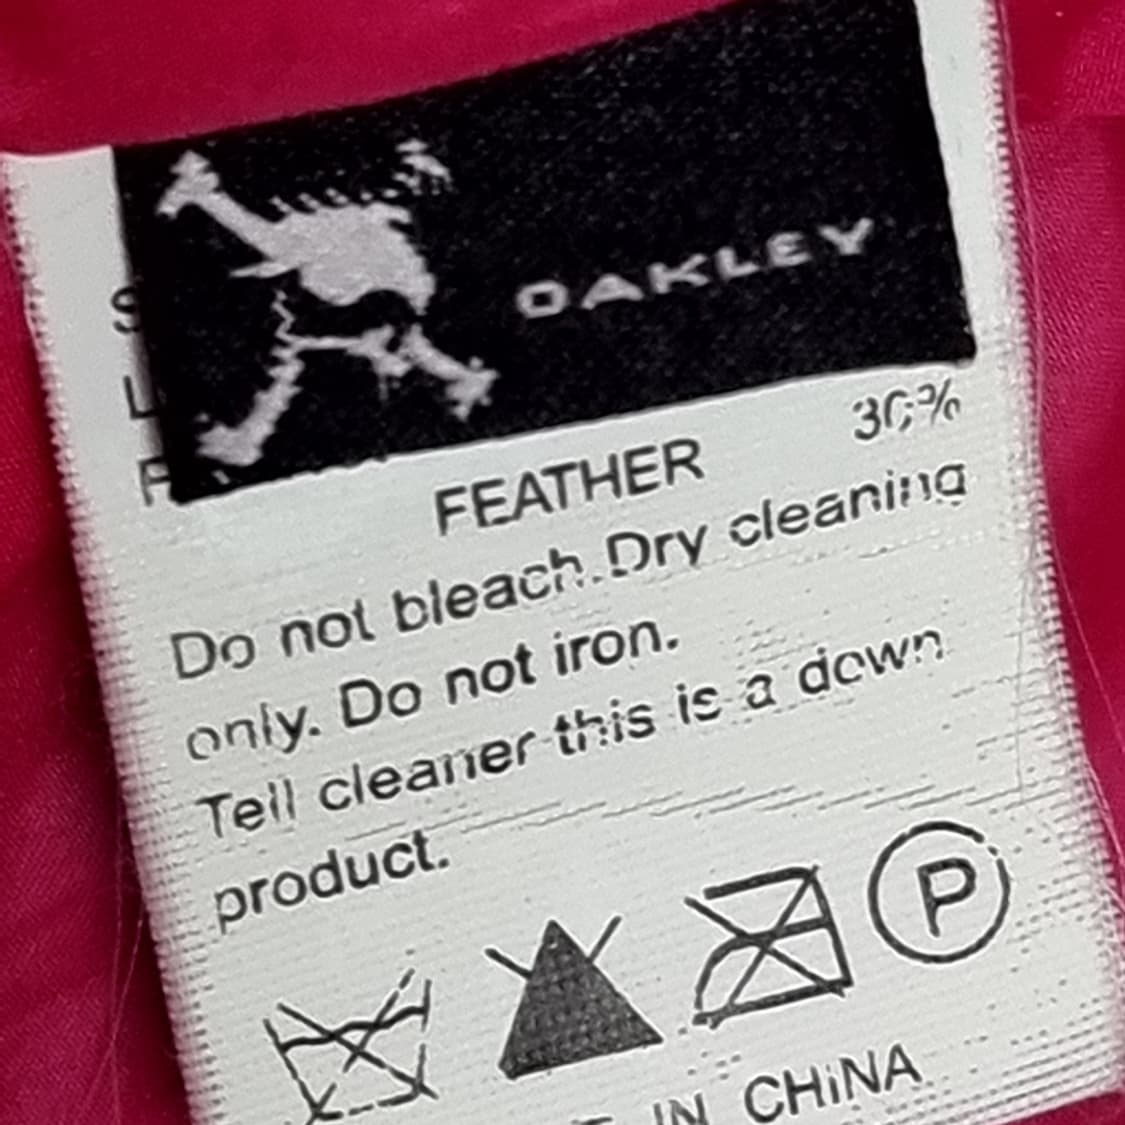 OAKLEY
S
L
F
30%
FEATHER
Do not bleach.Dry cleaning
only. Do not iron.
Tell cleaner this is a down
product.
P
IN CHiNA